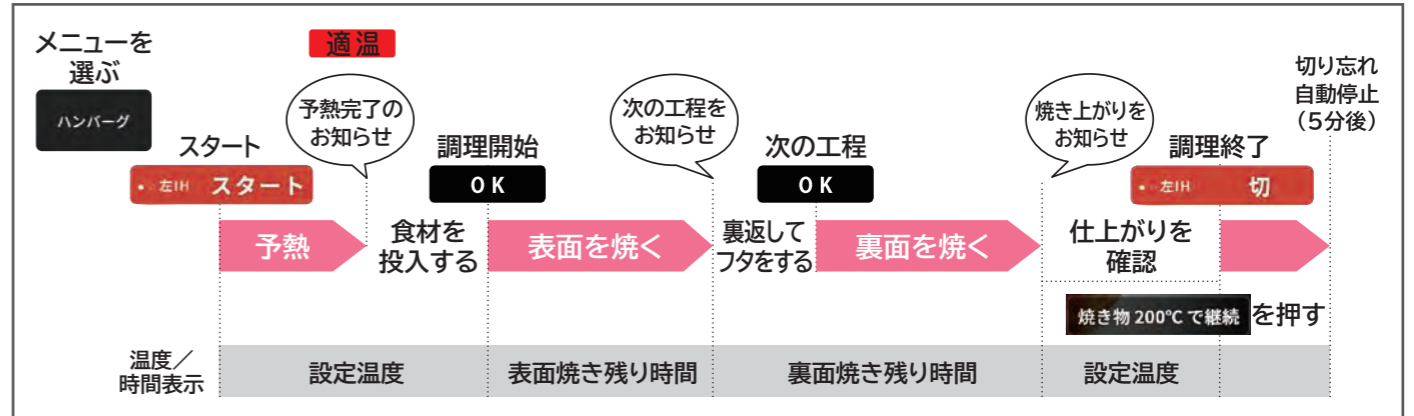 メニューを
選ぶ
ハンバーグ
スタート
左IH スタート
適温
予熱完了の
お知らせ
調理開始
OK
次の工程を
お知らせ
次の工程
OK
焼き上がりを
お知らせ
調理終了
左IH 切
切り忘れ
自動停止
（5分後）
予熱
食材を
投入する
表面を焼く
裏返して
フタをする
裏面を焼く
仕上がりを
確認
焼き物 200℃ で継続 を押す
温度／
時間表示
設定温度
表面焼き残り時間
裏面焼き残り時間
設定温度